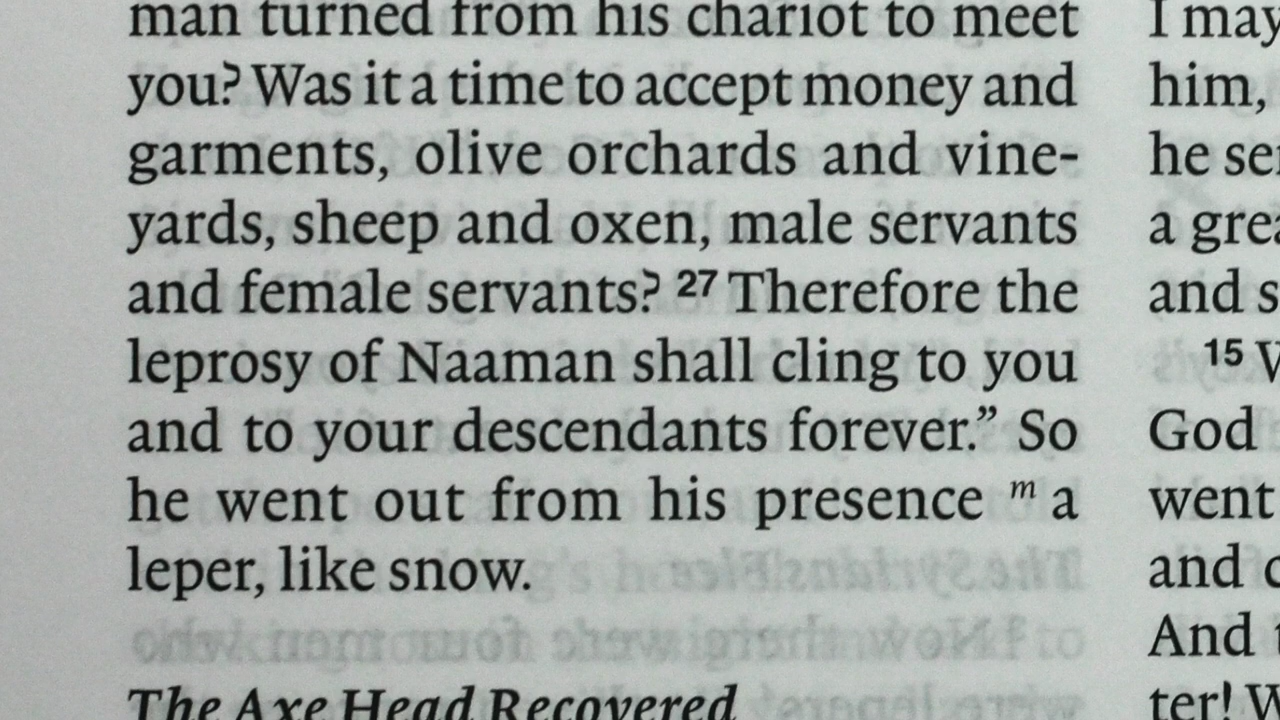 man turned from his chariot to meet
you? Was it a time to accept money and
garments, olive orchards and vine-
yards, sheep and oxen, male servants
and female servants? 27 Therefore the
leprosy of Naaman shall cling to you
and to your descendants forever.” So
he went out from his presence m a
leper, like snow.
The Axe Head Recovered
I may
him,
he
a
and
15
God
went
and
And
ter!